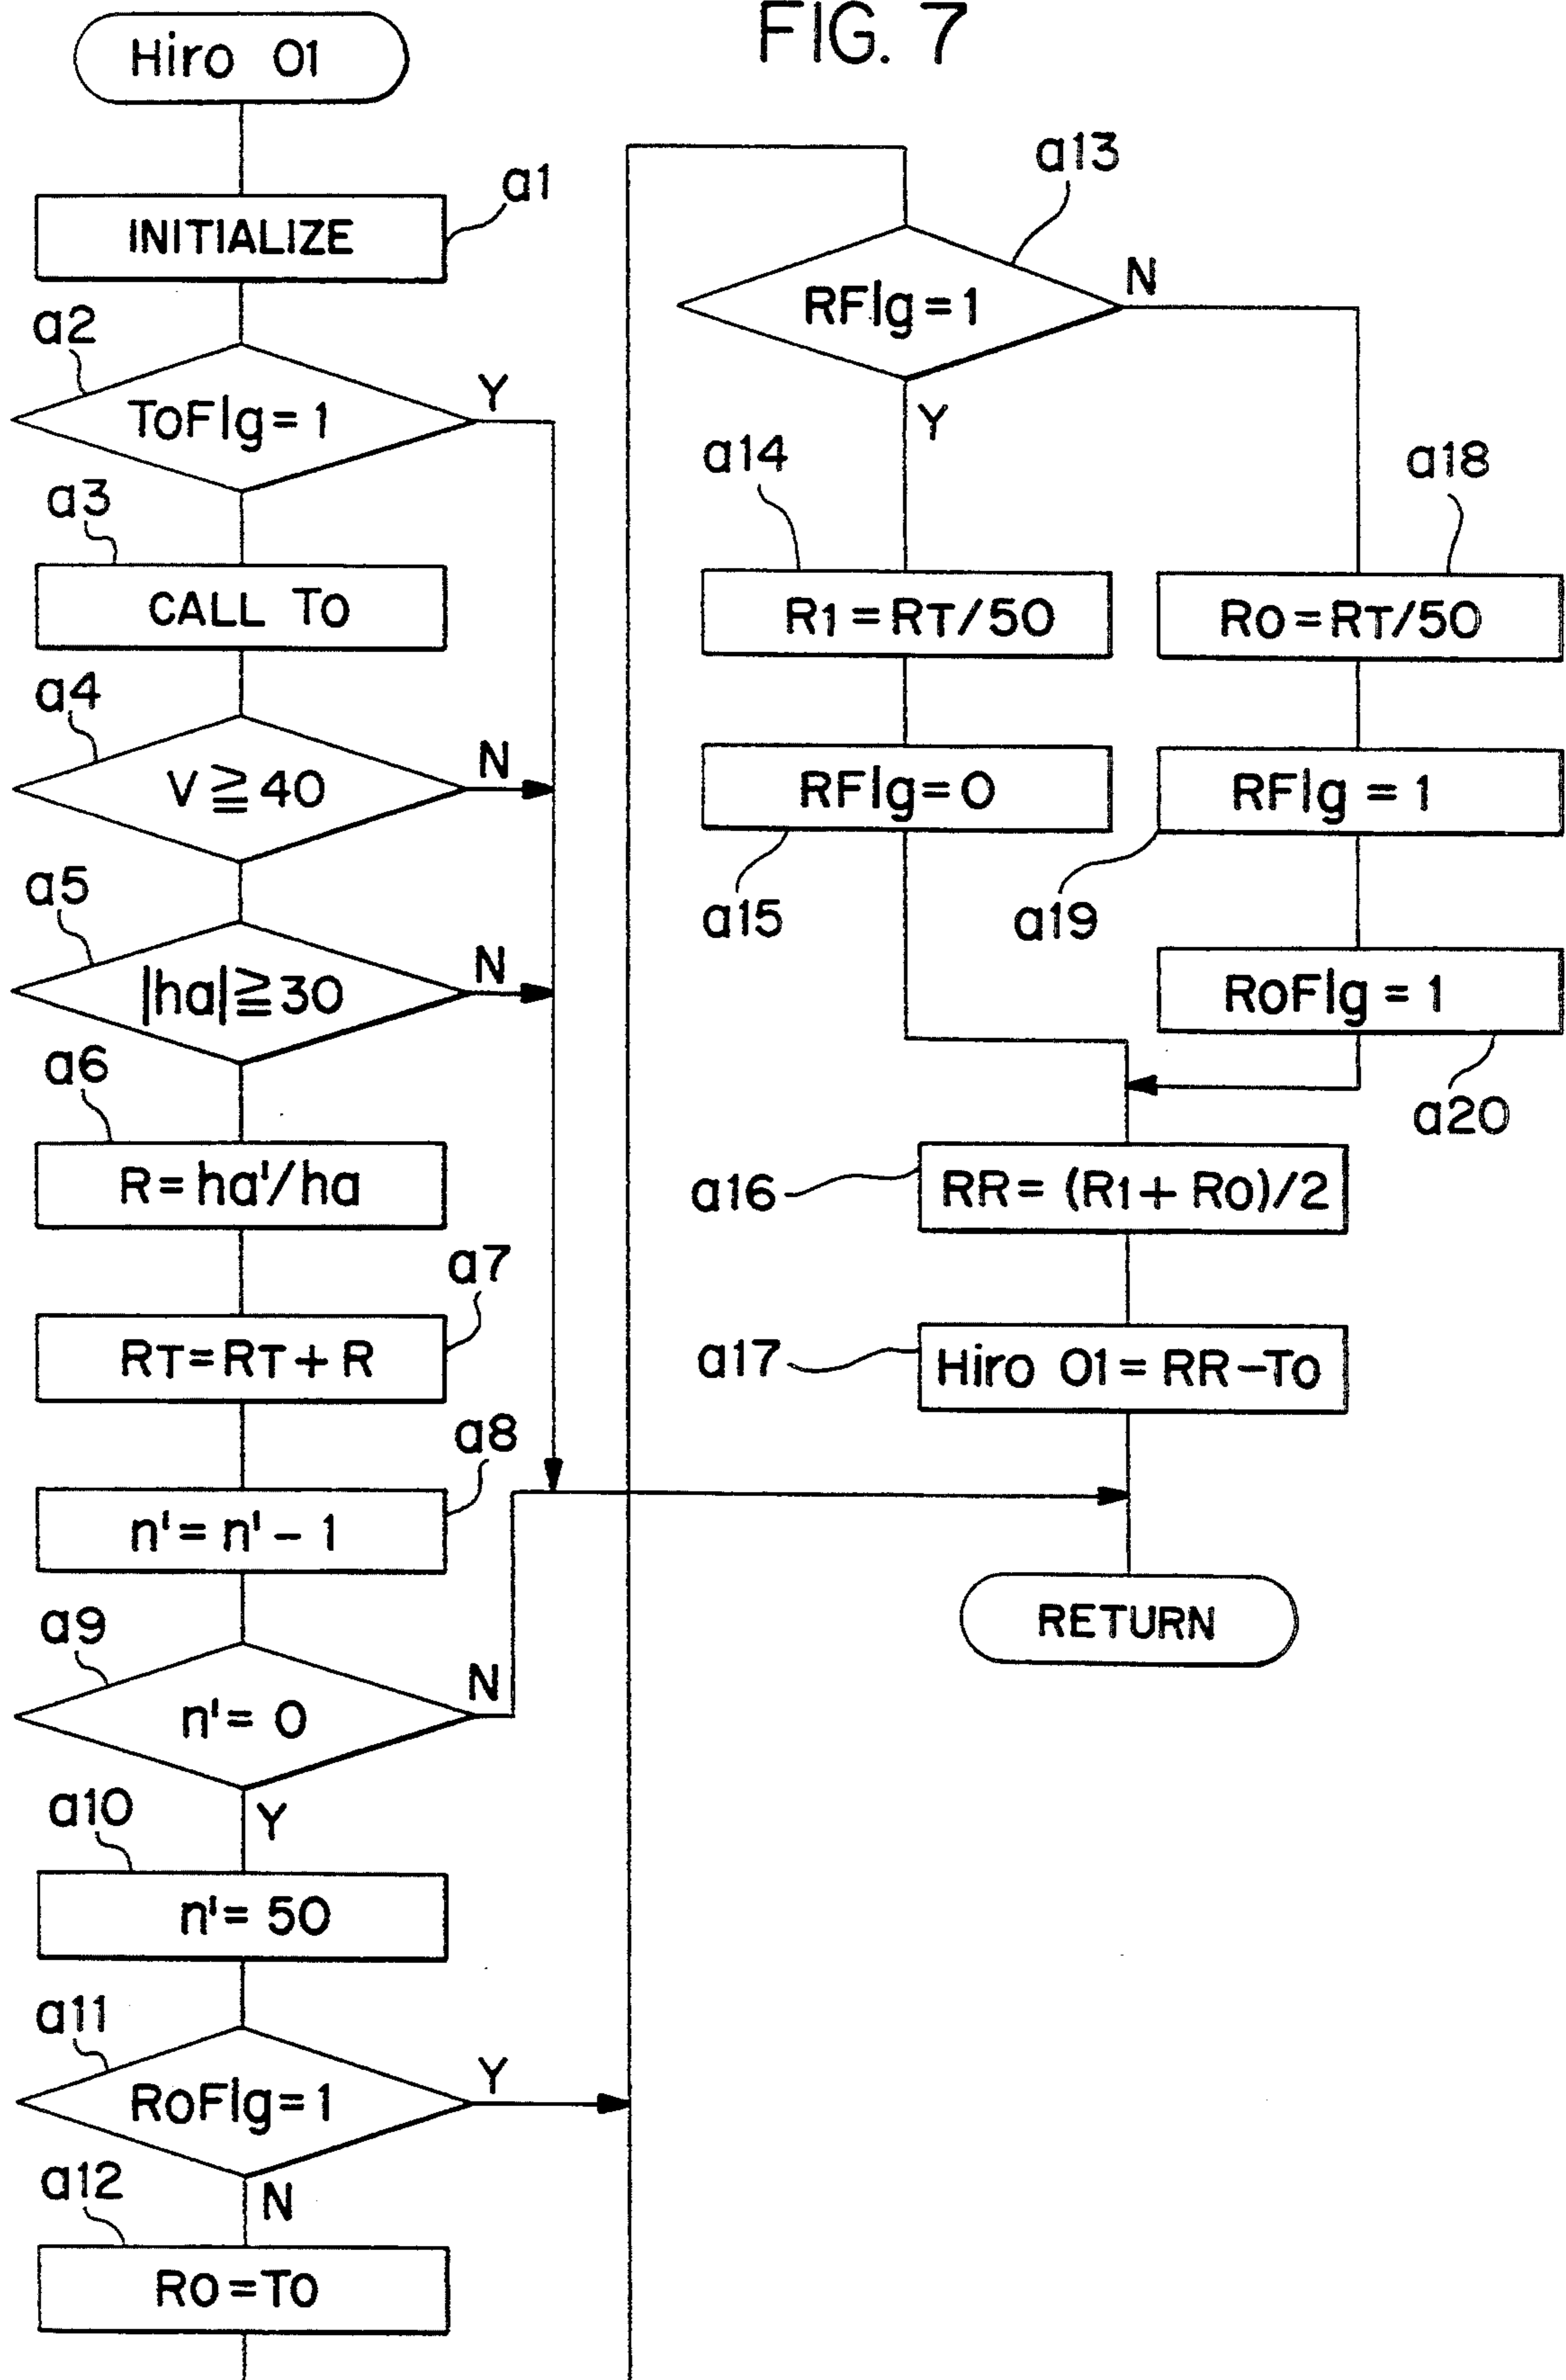 FIG. 7
Hiro 01
a1
INITIALIZE
a2
ToFlg = 1
Y
a3
CALL To
a4
V ≧ 40
N
a5
|ha| ≧ 30
N
a6
R = ha'/ha
a7
RT = RT + R
a8
n' = n' - 1
a9
n' = 0
N
Y
a10
n' = 50
a11
RoFlg = 1
Y
N
a12
Ro = To
a13
RFlg = 1
N
Y
a14
R1 = RT/50
a15
RFlg = 0
a18
Ro = RT/50
a19
RFlg = 1
RoFlg = 1
a20
a16
RR = (R1 + Ro)/2
a17
Hiro 01 = RR - To
RETURN